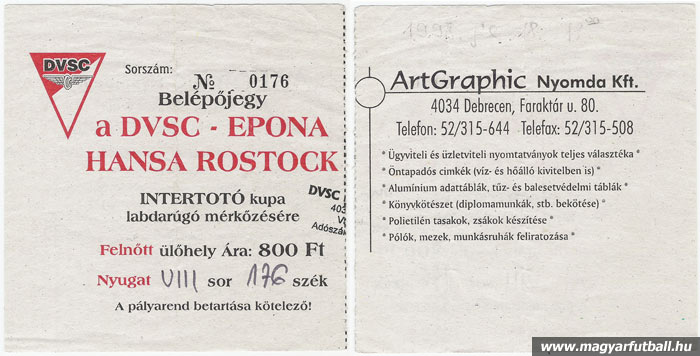 DVSC
Sorszám:
№ 0176
Belépőjegy
a DVSC - EPONA
HANSA ROSTOCK
INTERTOTÓ kupa
labdarúgó mérkőzésére
DVSC
403
Adószám
Felnőtt ülőhely Ára: 800 Ft
Nyugat VIII sor 176 szék
A pályarend betartása kötelező!
ArtGraphic Nyomda Kft.
4034 Debrecen, Faraktár u. 80.
Telefon: 52/315-644 Telefax: 52/315-508
* Ügyviteli és üzletviteli nyomtatványok teljes választéka *
* Öntapadós cimkék (víz- és hőálló kivitelben is) *
* Alumínium adattáblák, tűz- és balesetvédelmi táblák *
* Könyvkötészet (diplomamunkák, stb. bekötése) *
* Polietilén tasakok, zsákok készítése *
* Pólók, mezek, munkásruhák feliratozása *
www.magyarfutball.hu